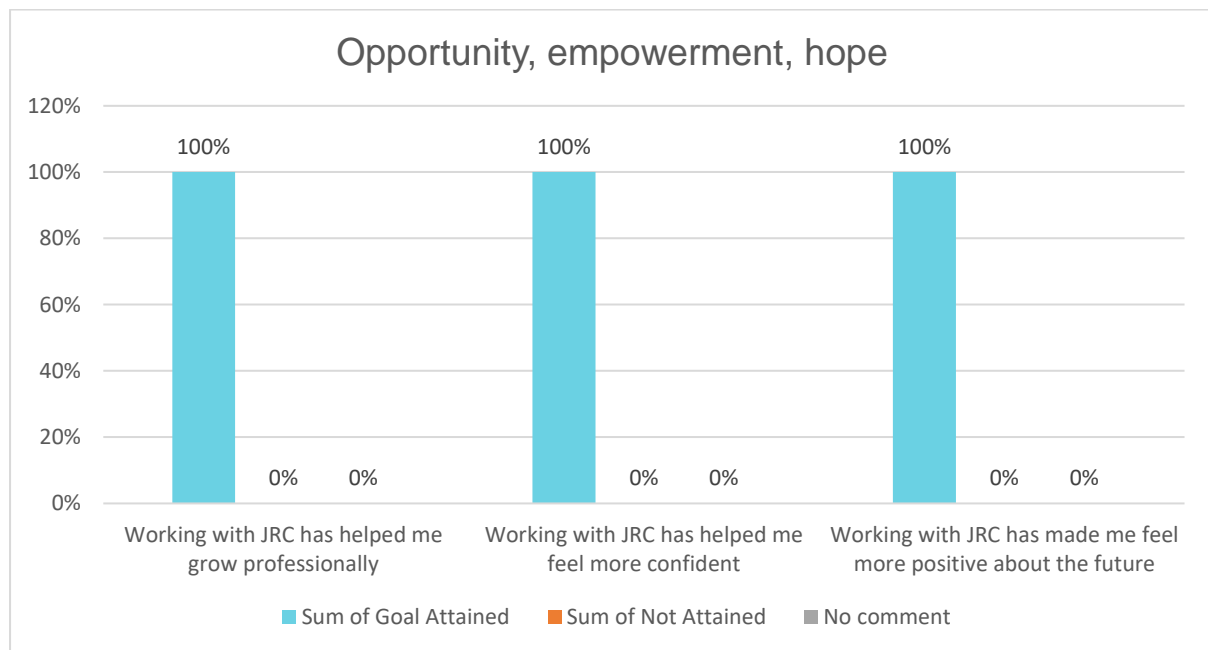 Opportunity, empowerment, hope
120%
100%
80%
60%
40%
20%
0%
100%
0%
0%
100%
0%
0%
100%
0%
0%
Working with JRC has helped me
grow professionally
Working with JRC has helped me
feel more confident
Working with JRC has made me feel
more positive about the future
Sum of Goal Attained
Sum of Not Attained
No comment